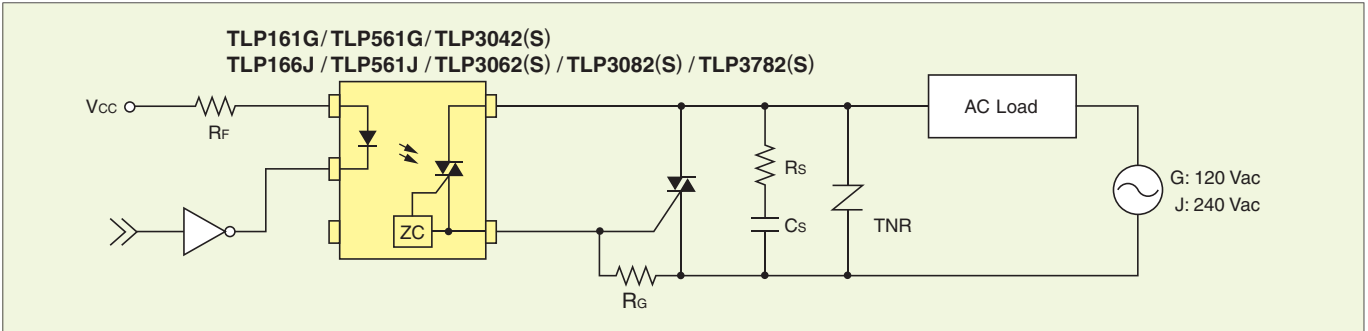 TLP161G/TLP561G/TLP3042(S)
TLP166J / TLP561J / TLP3062(S) / TLP3082(S) / TLP3782(S)
VCC
RF
ZC
RS
CS
TNR
RG
AC Load
G: 120 Vac
J: 240 Vac